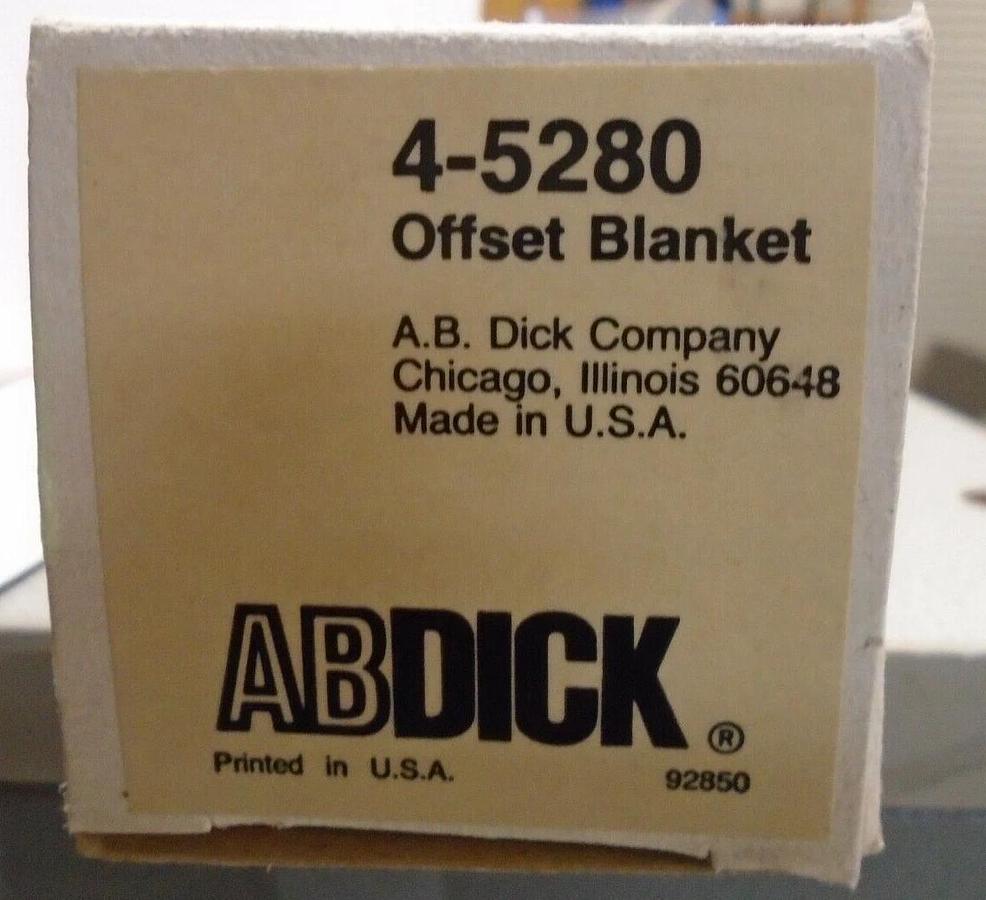 4-5280
Offset Blanket
A.B. Dick Company
Chicago, Illinois 60648
Made in U.S.A.
ABDICK ®
Printed in U.S.A. 92850